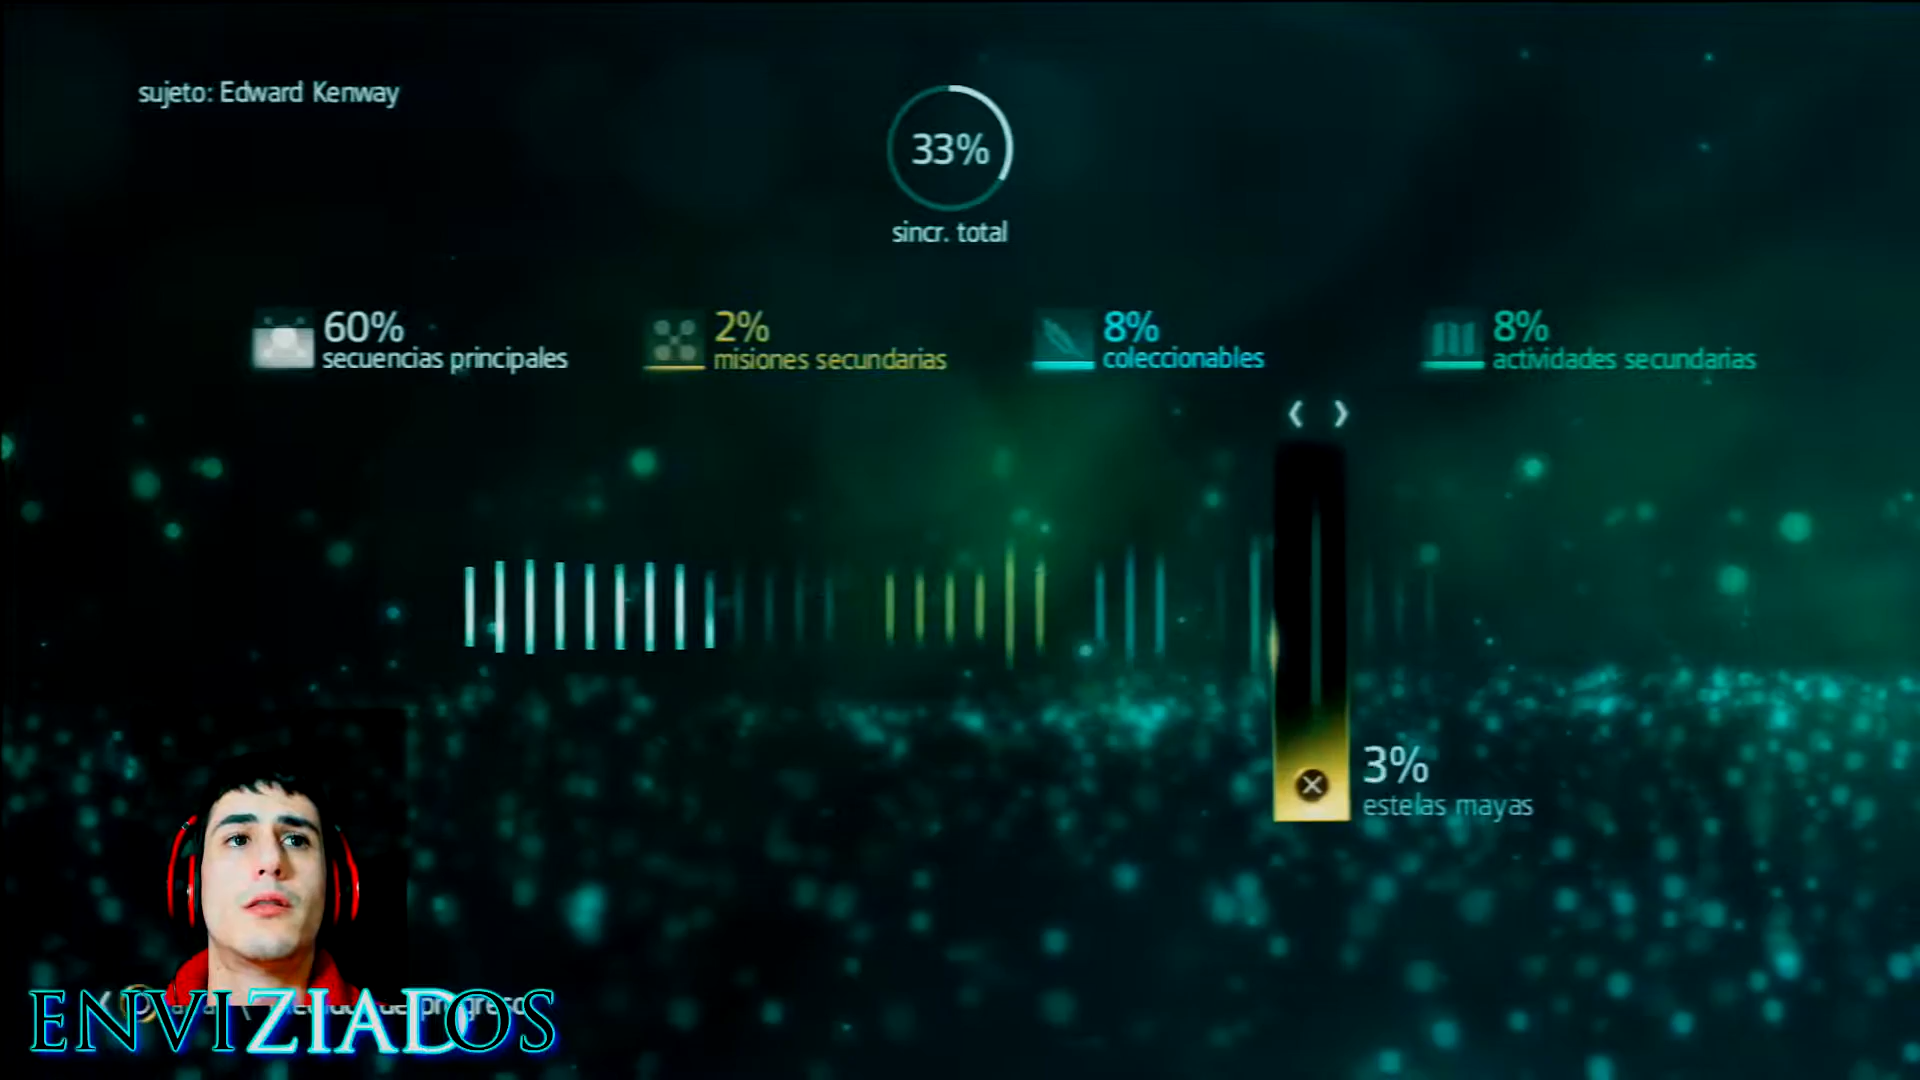 sujeto: Edward Kenway
33%
sincr. total
60%
secuencias principales
2%
misiones secundarias
8%
coleccionables
8%
actividades secundarias
3%
estelas mayas
progreso
ENVIZIADOS